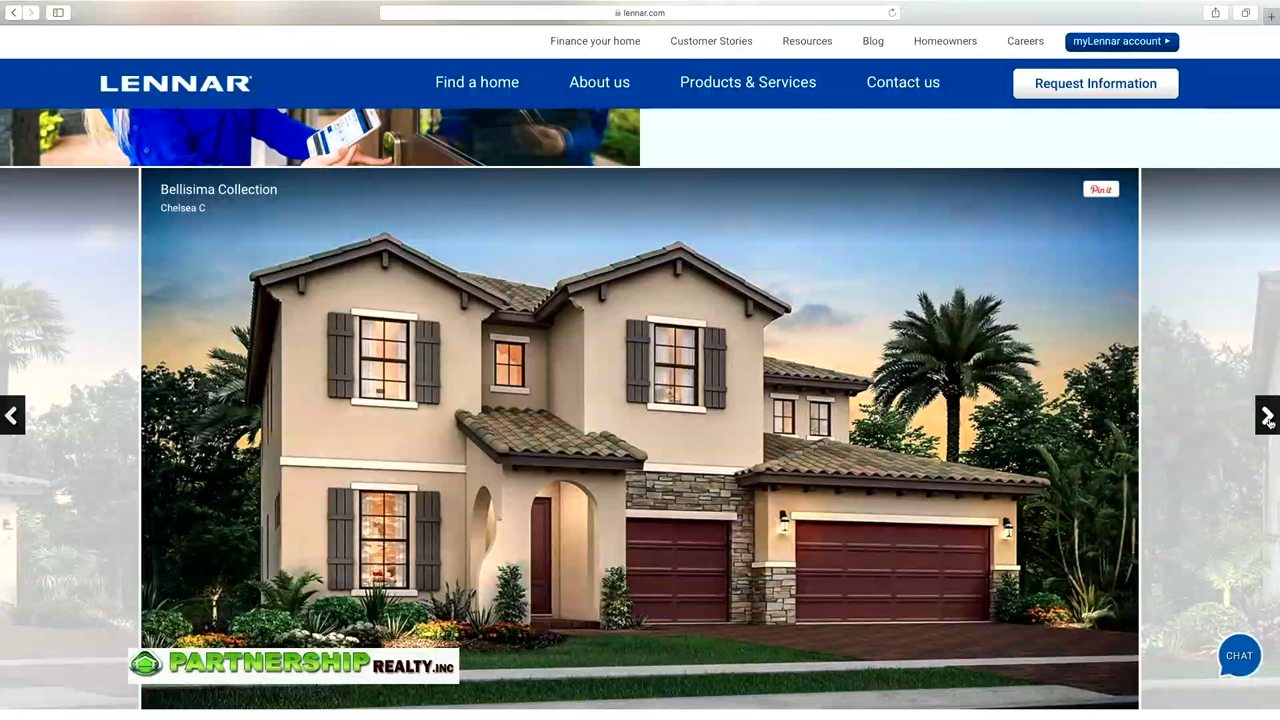 lennar.com
Finance your home Customer Stories Resources Blog Homeowners Careers myLennar account
LENNAR Find a home About us Products & Services Contact us Request Information
Bellisima Collection
Chelsea C
Pin it
CHAT
PARTNERSHIP REALTY.INC